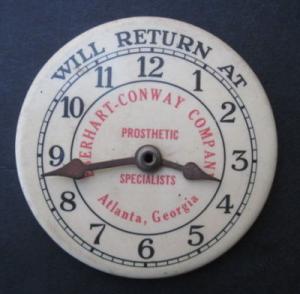 WILL RETURN AT
12
1
2
3
4
5
6
7
8
9
10
11
ERHART-CONWAY COMPAN
PROSTHETIC
SPECIALISTS
Atlanta, Georgia